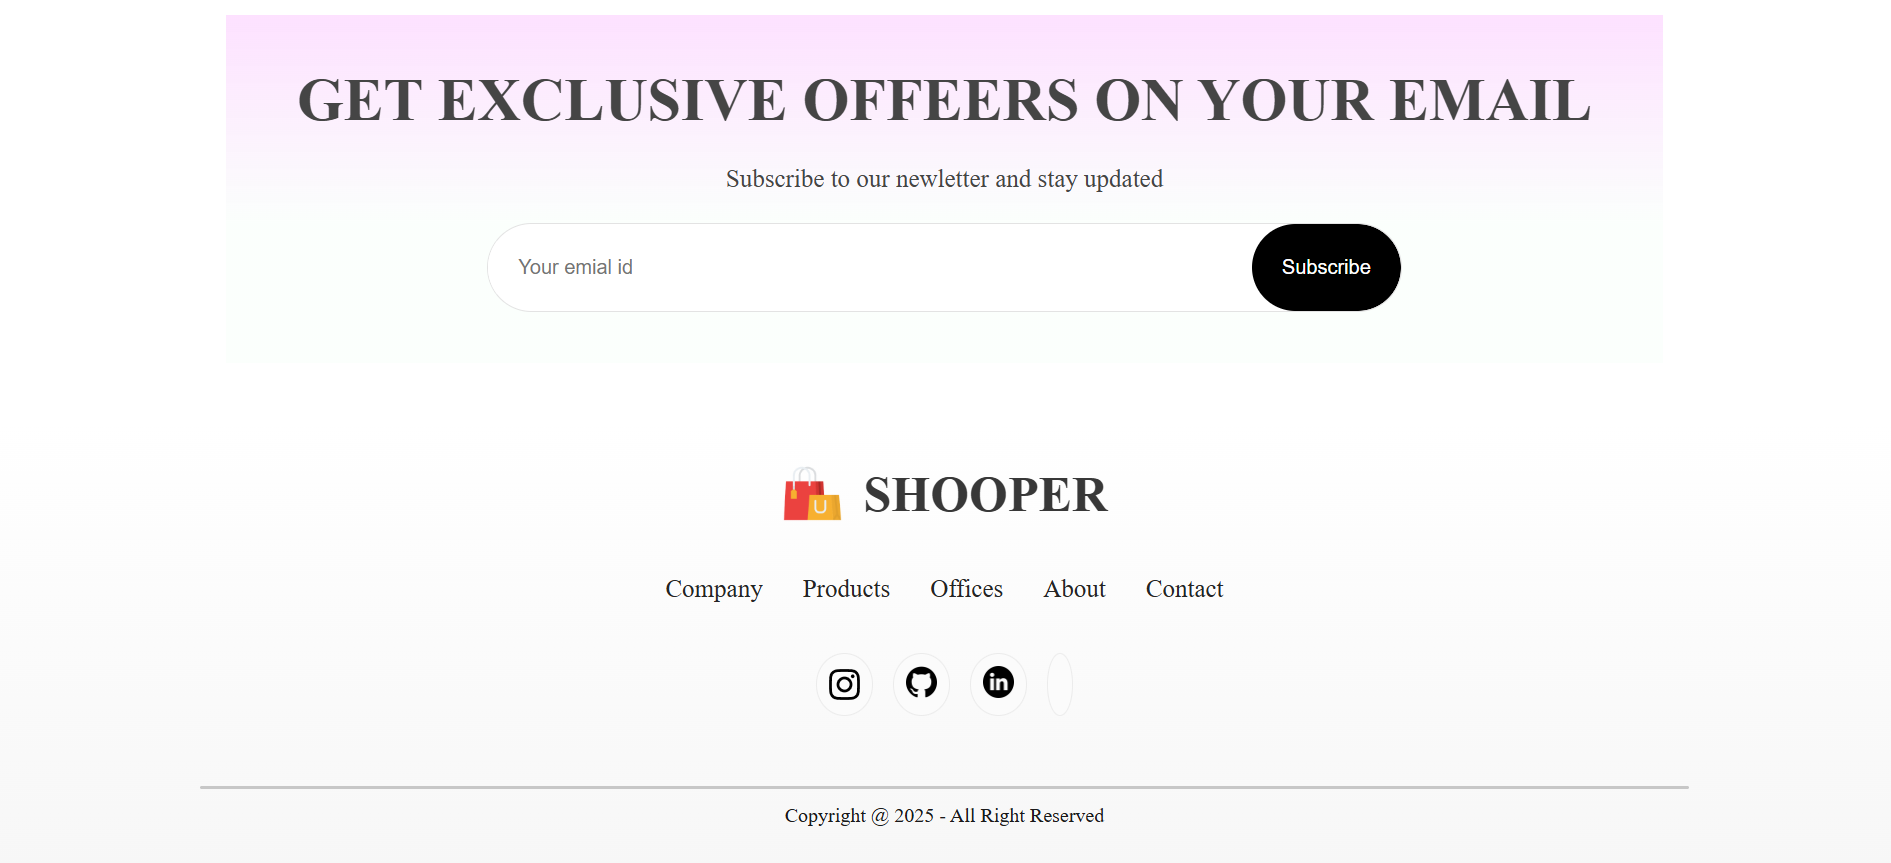 GET EXCLUSIVE OFFEERS ON YOUR EMAIL
Subscribe to our newletter and stay updated
Your emial id
Subscribe
U
SHOOPER
Company Products Offices About Contact
in
Copyright @ 2025 - All Right Reserved